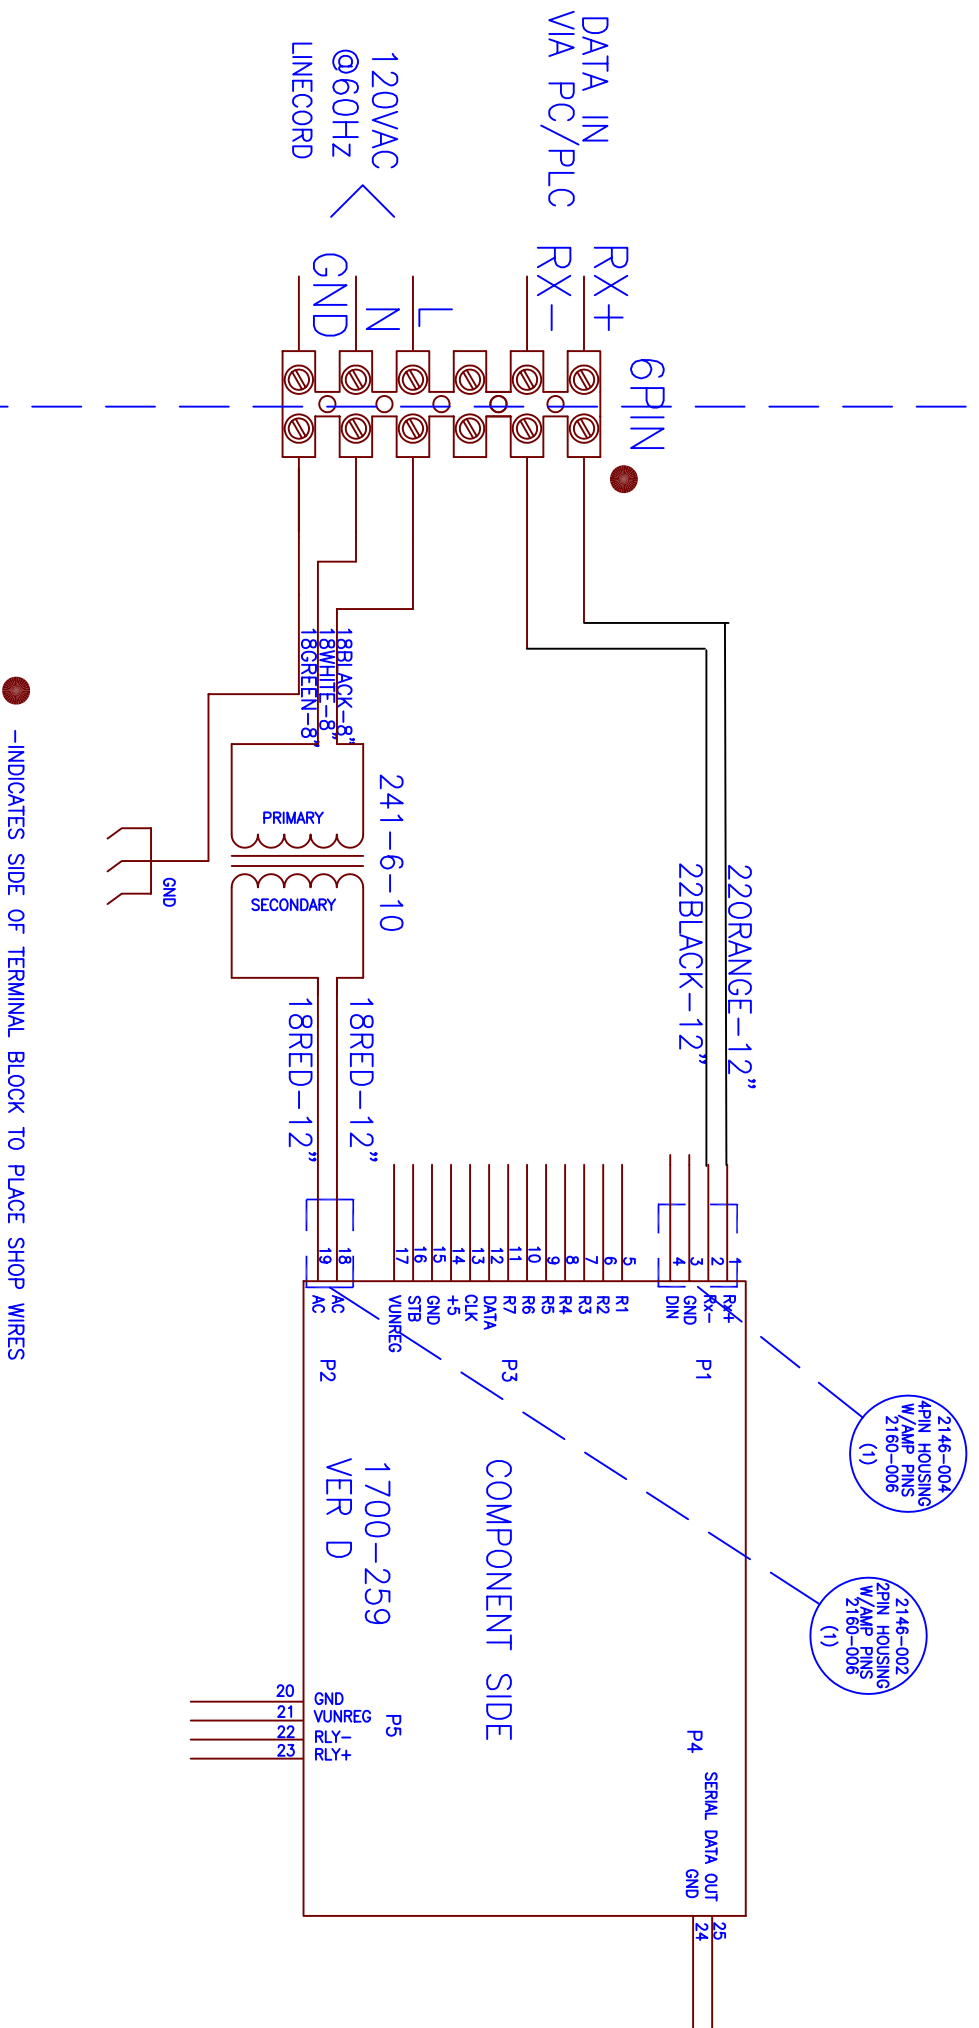 DATA IN
VIA PC/PLC
RX+
RX-
6PIN
120VAC
@60Hz
LINECORD
L
N
GND
22ORANGE-12"
22BLACK-12"
18BLACK-8"
18WHITE-8"
18GREEN-8"
241-6-10
PRIMARY
SECONDARY
GND
18RED-12"
18RED-12"
1 Rx+
2 Rx-
3 GND
4 DIN
P1
5 R1
6 R2
7 R3
8 R4
9 R5
10 R6
11 R7
12 DATA
13 CLK
14 +5
15 GND
16 STB
17 VUNREG
P3
18 AC
19 AC
P2
2146-004
4PIN HOUSING
W/AMP PINS
2160-006
(1)
2146-002
2PIN HOUSING
W/AMP PINS
2160-006
(1)
COMPONENT SIDE
1700-259
VER D
P4
SERIAL DATA OUT 25
GND 24
P5
20 GND
21 VUNREG
22 RLY-
23 RLY+
-INDICATES SIDE OF TERMINAL BLOCK TO PLACE SHOP WIRES